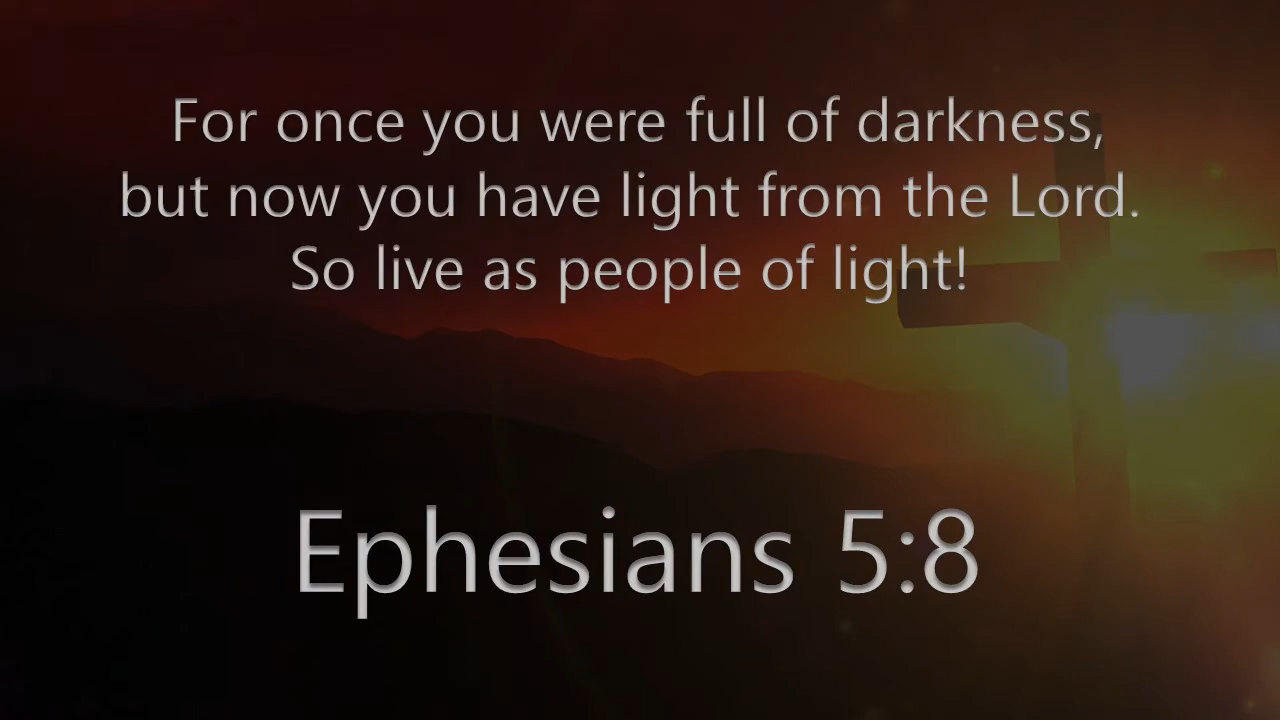 For once you were full of darkness,
but now you have light from the Lord.
So live as people of light!
Ephesians 5:8